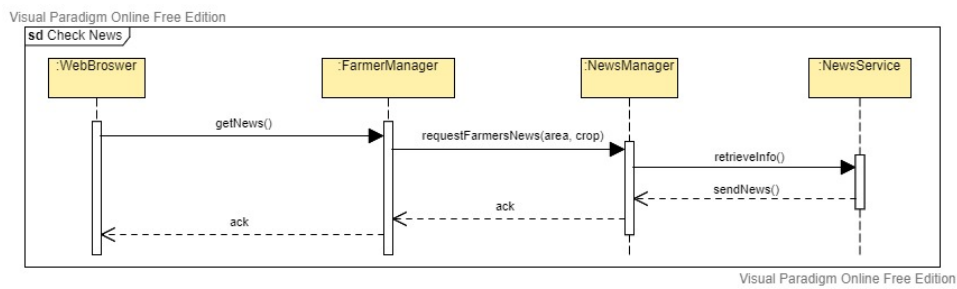 Visual Paradigm Online Free Edition
sd Check News
:WebBroswer
:FarmerManager
:NewsManager
:NewsService
getNews()
requestFarmersNews(area, crop)
retrieveInfo()
sendNews()
ack
ack
Visual Paradigm Online Free Edition